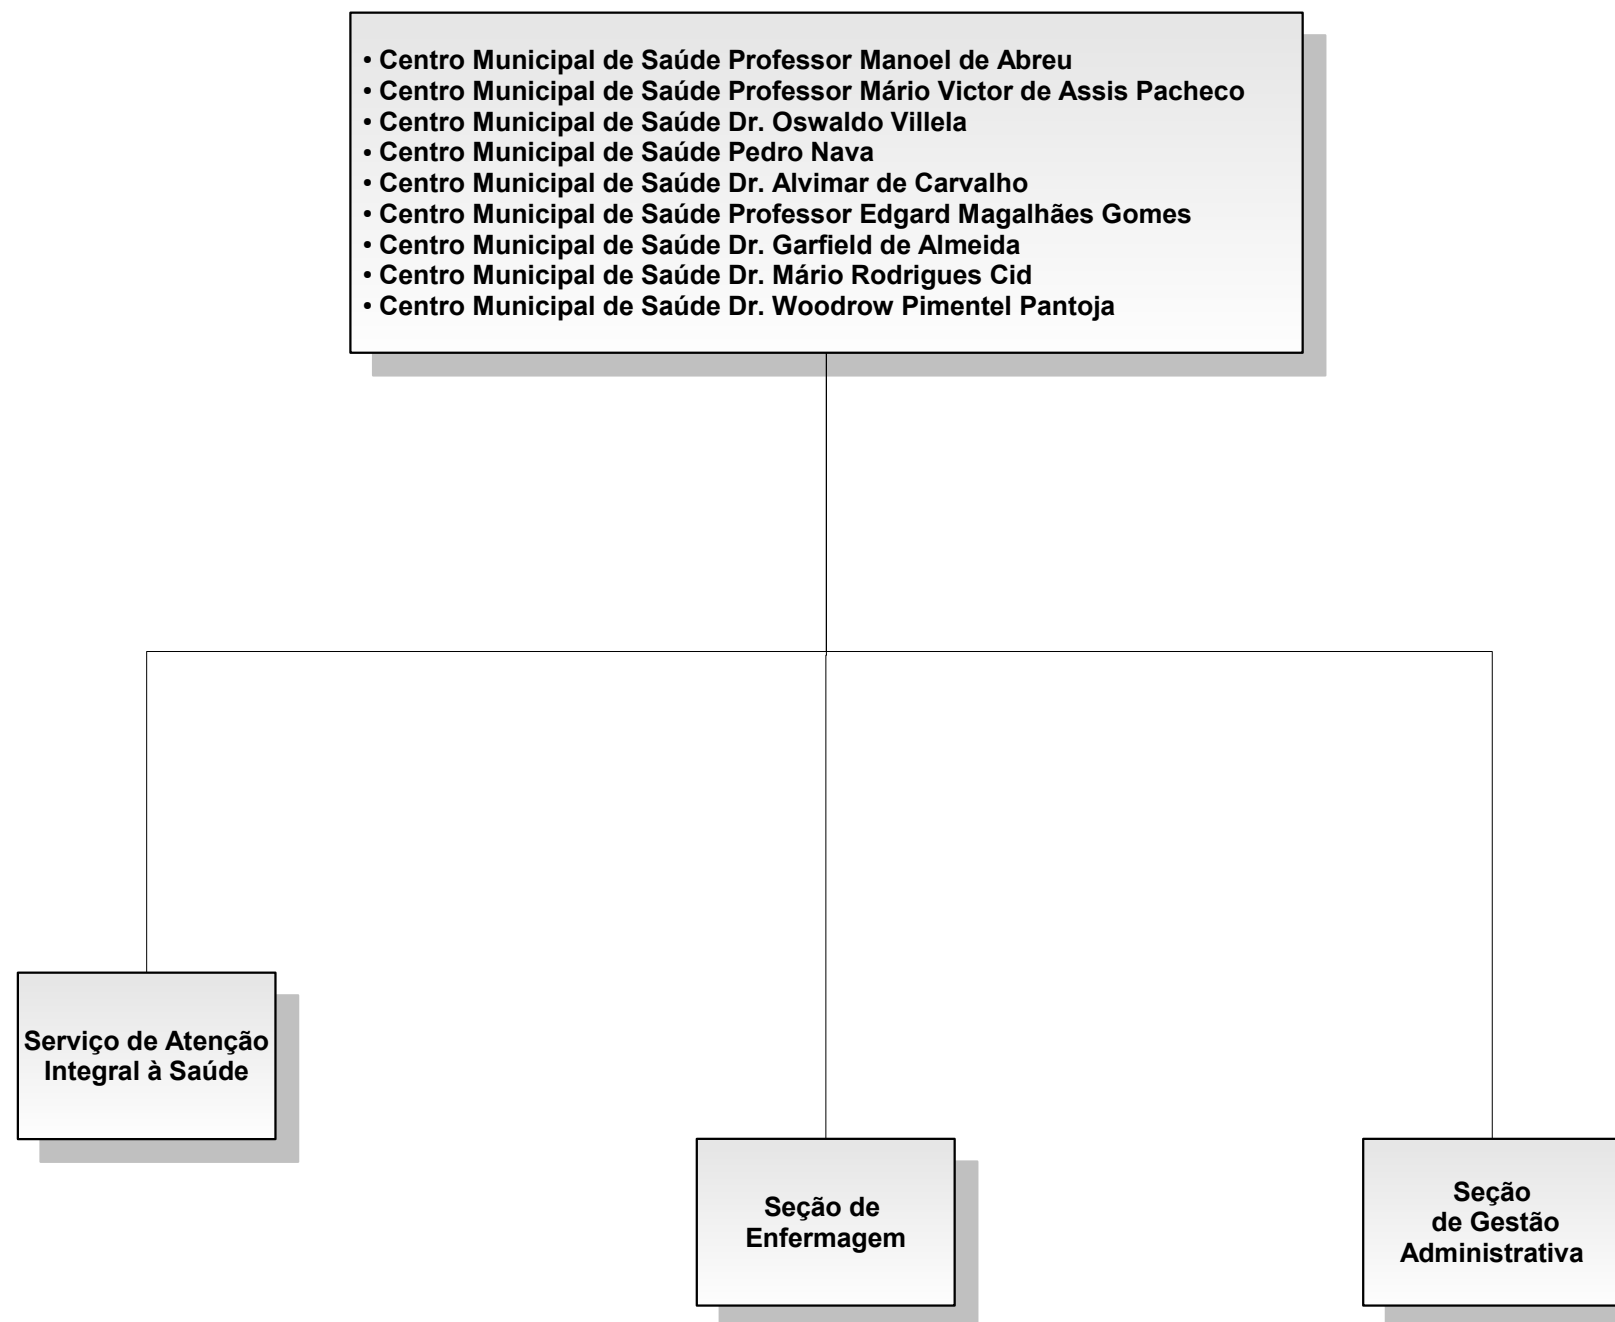 • Centro Municipal de Saúde Professor Manoel de Abreu
• Centro Municipal de Saúde Professor Mário Victor de Assis Pacheco
• Centro Municipal de Saúde Dr. Oswaldo Villela
• Centro Municipal de Saúde Pedro Nava
• Centro Municipal de Saúde Dr. Alvimar de Carvalho
• Centro Municipal de Saúde Professor Edgard Magalhães Gomes
• Centro Municipal de Saúde Dr. Garfield de Almeida
• Centro Municipal de Saúde Dr. Mário Rodrigues Cid
• Centro Municipal de Saúde Dr. Woodrow Pimentel Pantoja
Serviço de Atenção
Integral à Saúde
Seção de
Enfermagem
Seção
de Gestão
Administrativa